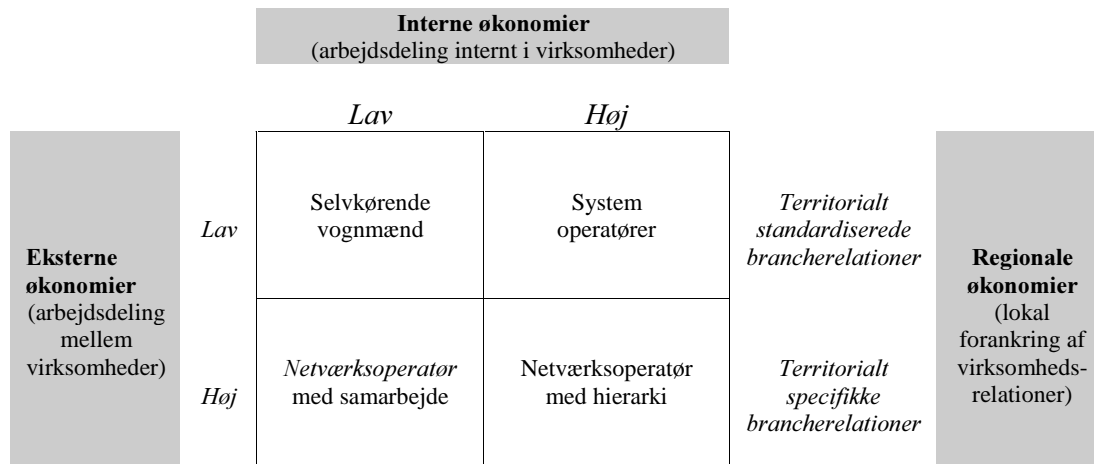 Interne økonomier
(arbejdsdeling internt i virksomheder)
Lav
Høj
Eksterne
økonomier
(arbejdsdeling
mellem
virksomheder)
Lav
Selvkørende
vognmænd
System
operatører
Territorialt
standardiserede
brancherelationer
Høj
Netværksoperatør
med samarbejde
Netværksoperatør
med hierarki
Territorialt
specifikke
brancherelationer
Regionale
økonomier
(lokal
forankring af
virksomheds-
relationer)